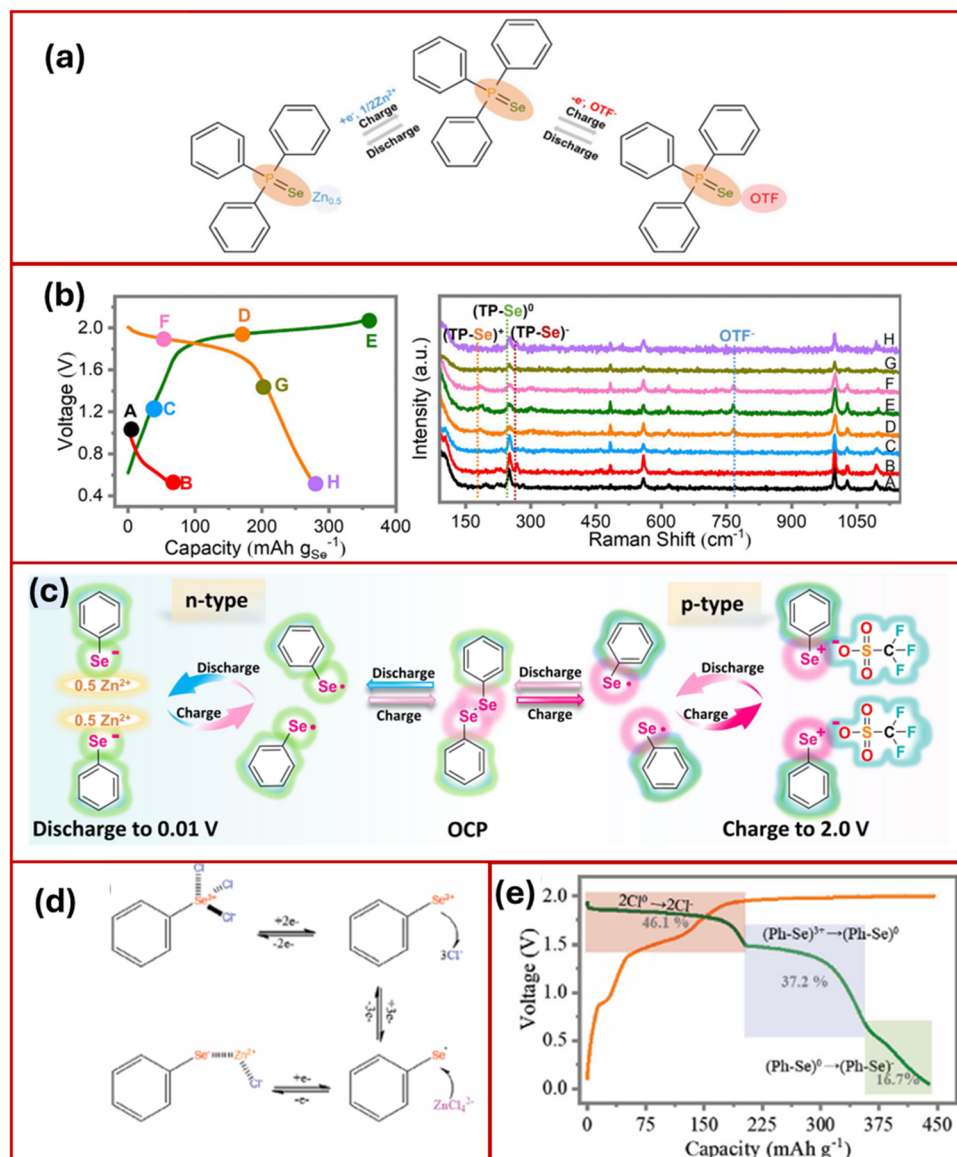 (a)
P
Se
+e⁻, 1/2Zn²⁺
Charge
Discharge
-e⁻, OTF⁻
Charge
Discharge
P
Se
Zn₀.₅
P
Se
OTF
(b)
Voltage (V)
2.0
1.6
1.2
0.8
0.4
A
B
C
D
E
F
G
H
0
100
200
300
400
Capacity (mAh gSe⁻¹)
Intensity (a.u.)
(TP-Se)⁰
(TP-Se)⁺
(TP-Se)⁻
OTF⁻
H
G
F
E
D
C
B
A
150
300
450
600
750
900
1050
Raman Shift (cm⁻¹)
(c)
n-type
p-type
Se⁻
0.5 Zn²⁺
0.5 Zn²⁺
Se⁻
Discharge
Charge
Se•
Se•
Discharge
Charge
Se
Se
Discharge
Charge
Se•
Se•
Discharge
Charge
Se⁺
⁻O
O
S
O
C
F
F
F
Se⁺
⁻O
O
S
O
C
F
F
F
Discharge to 0.01 V
OCP
Charge to 2.0 V
(d)
Cl
Cl
Cl
+2e-
-2e-
Se²⁺
3Cl⁻
-3e-
+3e-
Se⁻
Zn²⁺
Cl⁻
+e-
-e-
Se•
ZnCl₄²⁻
(e)
Voltage (V)
2.0
1.5
1.0
0.5
0.0
2Cl⁰→2Cl⁻
46.1 %
(Ph-Se)³⁺→(Ph-Se)⁰
37.2 %
(Ph-Se)⁰→(Ph-Se)⁻
16.7%
0
75
150
225
300
375
450
Capacity (mAh g⁻¹)